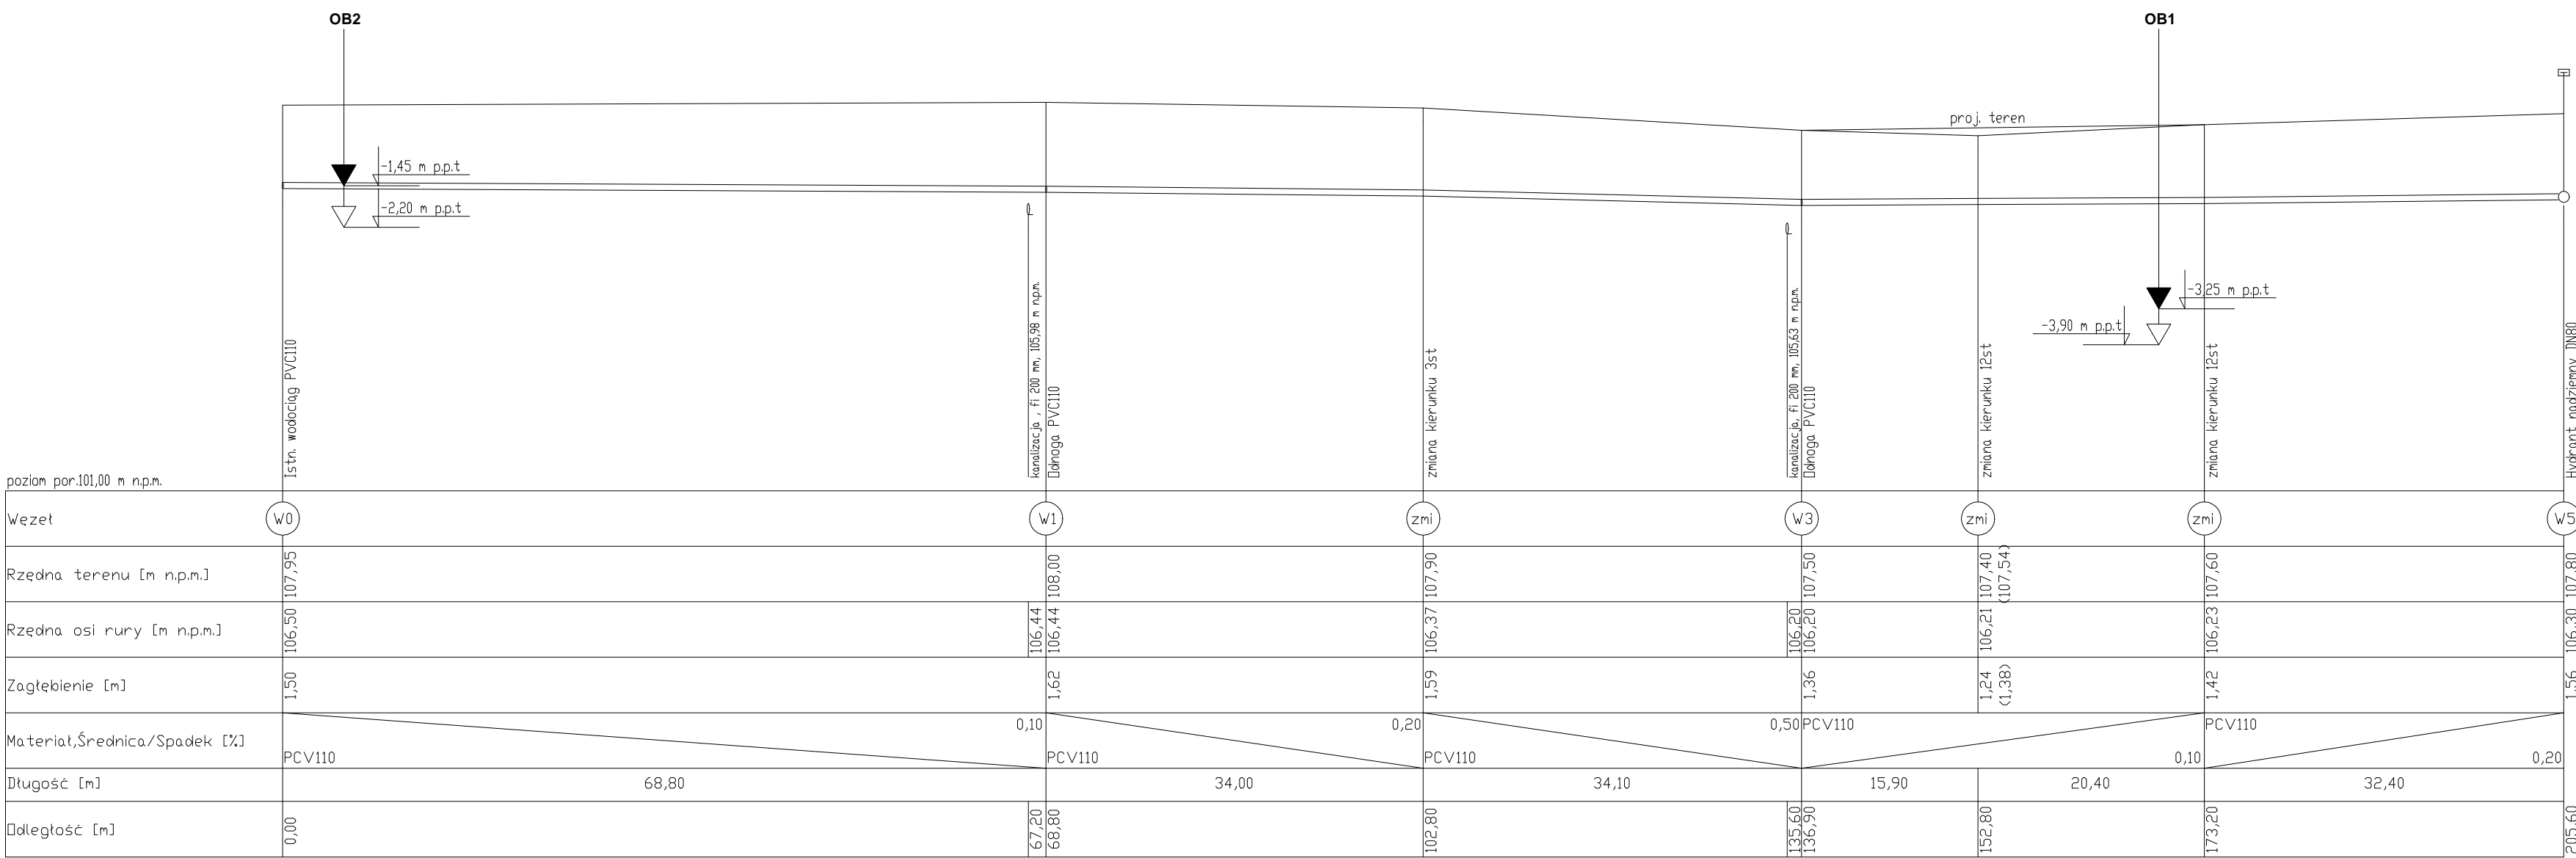 OB2
OB1
proj. teren
-1,45 m p.p.t
-2,20 m p.p.t
-3,25 m p.p.t
-3,90 m p.p.t
Istn. wodociąg PVC110
kanalizacja , fi 200 mm, 105,98 m n.p.m.
Odnoga PVC110
zmiana kierunku 3st
kanalizacja, fi 200 mm, 105,63 m n.p.m.
Odnoga PVC110
zmiana kierunku 12st
zmiana kierunku 12st
Hydrant nadziemny DN80
poziom por.101,00 m n.p.m.
Węzeł W0 W1 zmi W3 zmi zmi W5
Rzędna terenu [m n.p.m.] 107,95 108,00 107,90 107,50 107,40 (107,54) 107,60 107,80
Rzędna osi rury [m n.p.m.] 106,50 106,44 106,44 106,37 106,20 106,20 106,21 106,23 106,30
Zagłębienie [m] 1,50 1,62 1,59 1,36 1,24 (1,38) 1,42 1,56
Materiał,Średnica/Spadek [%] PCV110 0,10 PCV110 0,20 PCV110 0,50 PCV110 0,10 PCV110 0,20
Długość [m] 68,80 34,00 34,10 15,90 20,40 32,40
Odległość [m] 0,00 67,20 68,80 102,80 135,60 136,90 152,80 173,20 205,60